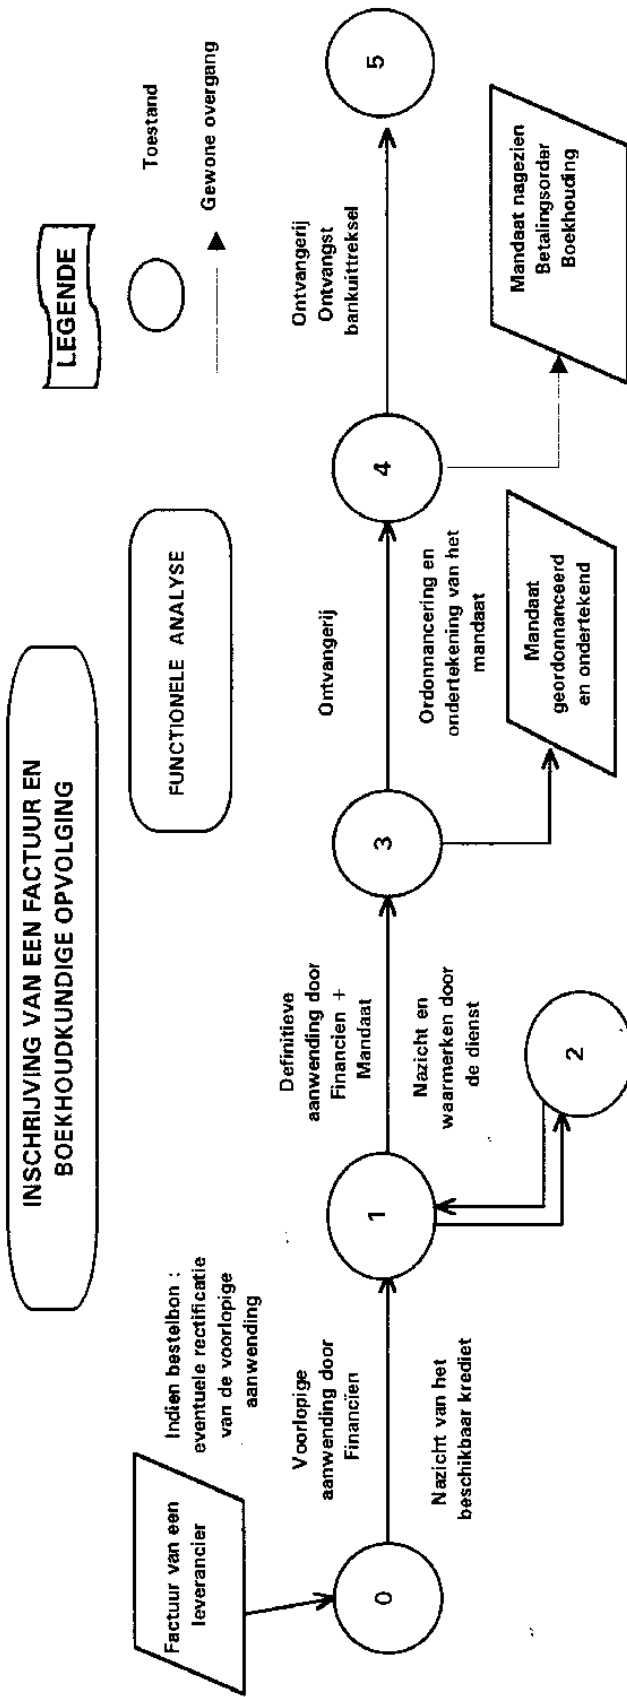 INSCHRIJVING VAN EEN FACTUUR EN
BOEKHOUDKUNDIGE OPVOLGING
LEGENDE
FUNCTIONELE ANALYSE
Toestand
Gewone overgang
Factuur van een
leverancier
Indien bestelbon :
eventuele rectificatie
van de voorlopige
aanwending
Voorlopige
aanwending door
Financiën
Definitieve
aanwending door
Financien +
Mandaat
Ontvangerij
Ontvangerij
Ontvangst
bankuittreksel
0
1
3
4
5
Nazicht van het
beschikbaar krediet
Nazicht en
waarmerken door
de dienst
Ordonnancering en
ondertekening van het
mandaat
2
Mandaat
geordonnanceerd
en ondertekend
Mandaat nagezien
Betalingsorder
Boekhouding